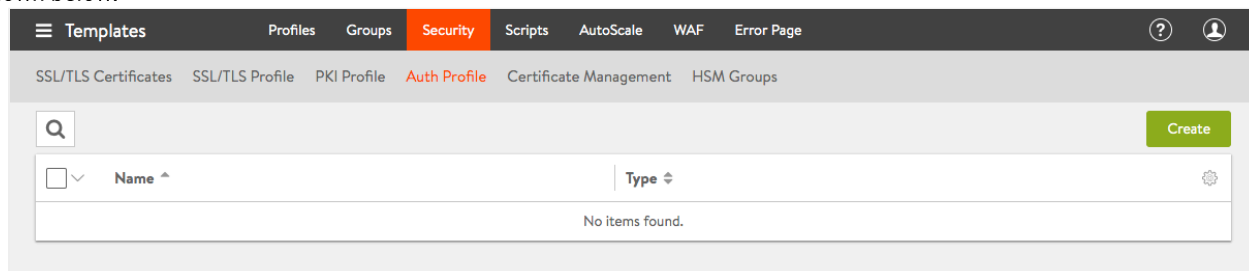 Templates Profiles Groups Security Scripts AutoScale WAF Error Page ?
SSL/TLS Certificates SSL/TLS Profile PKI Profile Auth Profile Certificate Management HSM Groups
Create
Name Type
No items found.